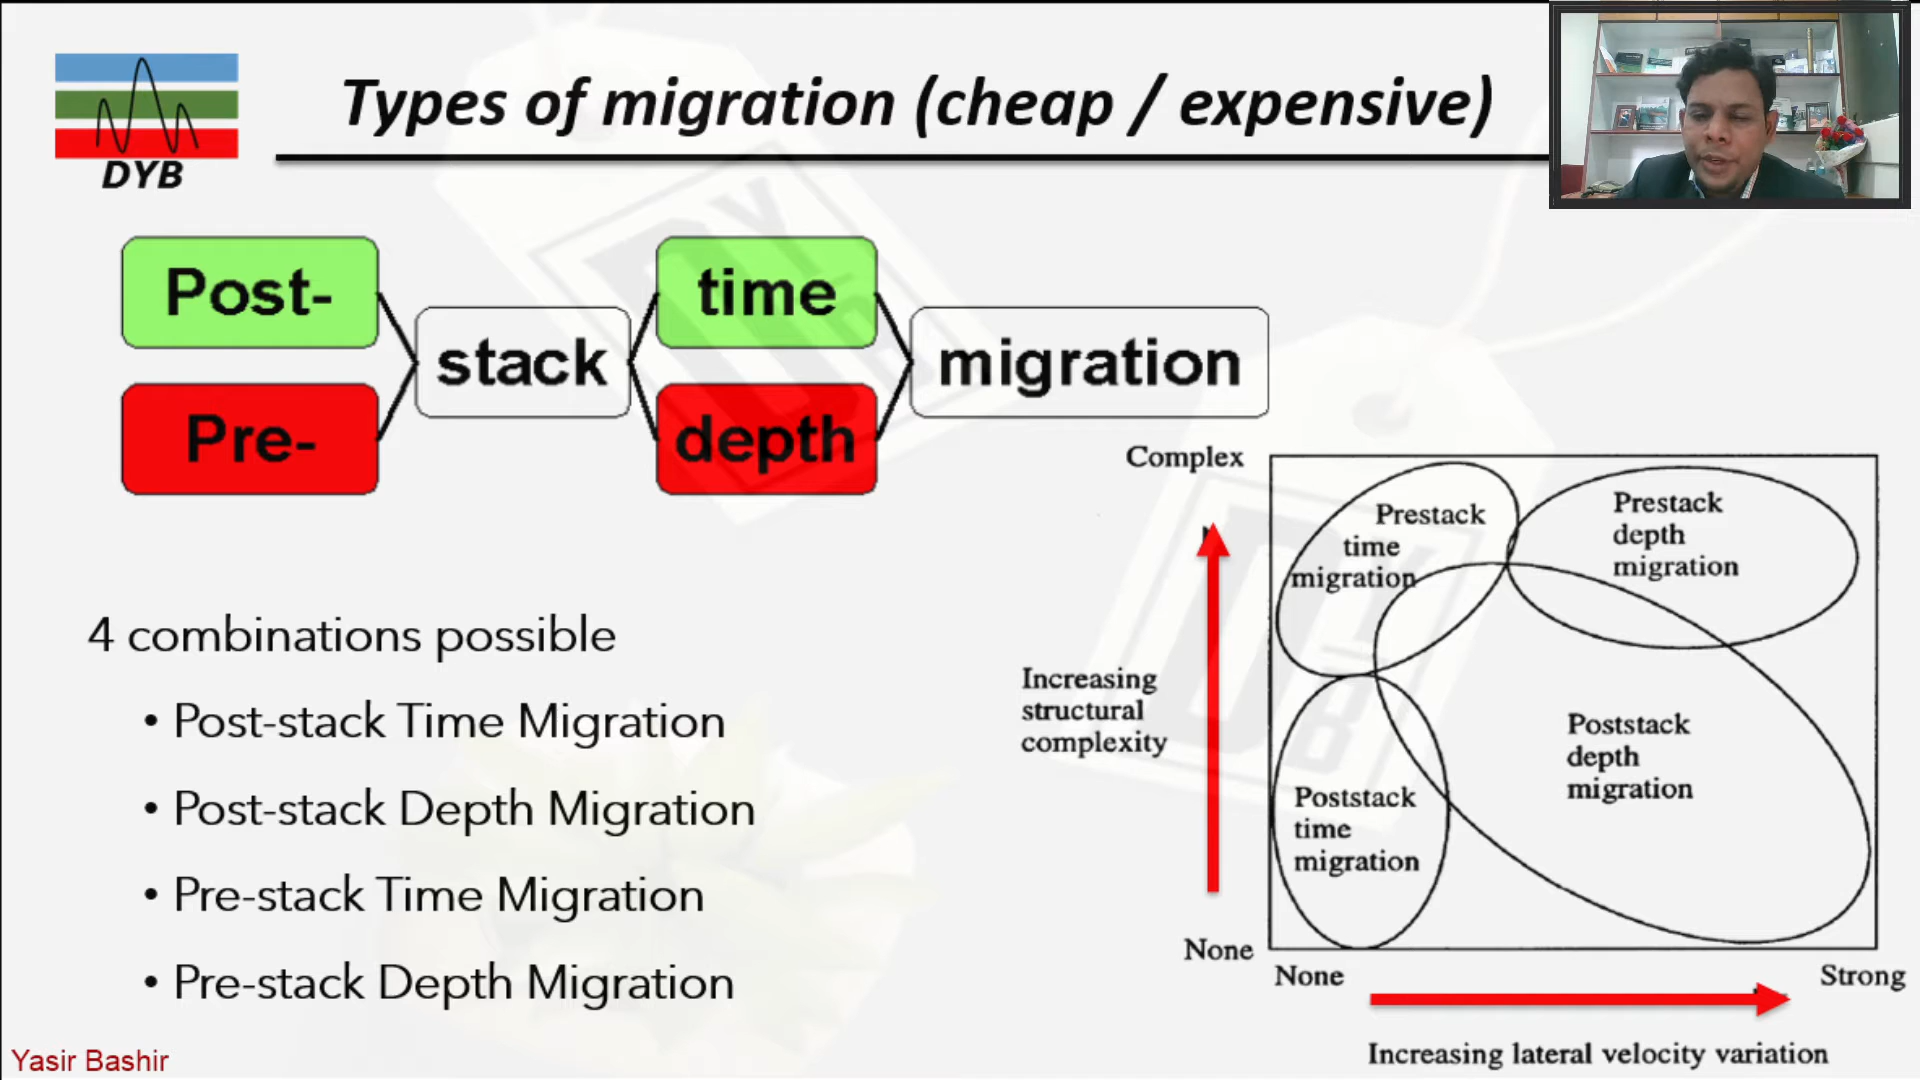 Types of migration (cheap / expensive)
DYB
Post-
Pre-
stack
time
depth
migration
4 combinations possible
• Post-stack Time Migration
• Post-stack Depth Migration
• Pre-stack Time Migration
• Pre-stack Depth Migration
Complex
Increasing
structural
complexity
None
Prestack
time
migration
Prestack
depth
migration
Poststack
time
migration
Poststack
depth
migration
None
Strong
Increasing lateral velocity variation
Yasir Bashir